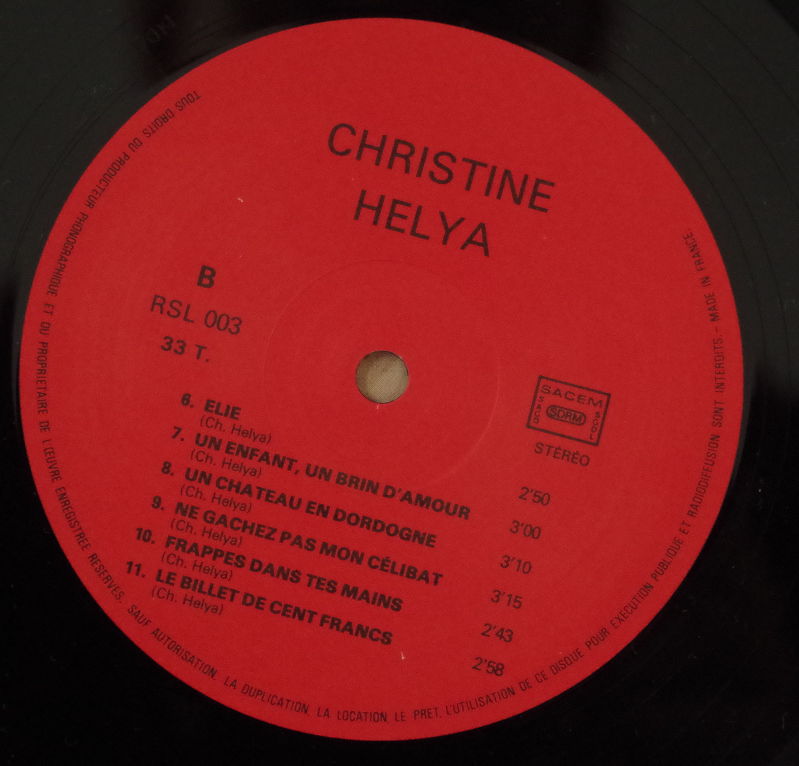 CHRISTINE
HELYA
B
RSL 003
33 T.
SACEM
SACD
SDRM
SGDL
STÉRÉO
6. ELIE 2'50
(Ch. Helya)
7. UN ENFANT, UN BRIN D'AMOUR 3'00
(Ch. Helya)
8. UN CHATEAU EN DORDOGNE 3'10
(Ch. Helya)
9. NE GACHEZ PAS MON CÉLIBAT 3'15
(Ch. Helya)
10. FRAPPES DANS TES MAINS 2'43
(Ch. Helya)
11. LE BILLET DE CENT FRANCS 2'58
(Ch. Helya)
TOUS DROITS DU PRODUCTEUR PHONOGRAPHIQUE ET DU PROPRIETAIRE DE L'ŒUVRE ENREGISTREE RESERVES. SAUF AUTORISATION, LA DUPLICATION, LA LOCATION, LE PRET, L'UTILISATION DE CE DISQUE POUR EXECUTION PUBLIQUE ET RADIODIFFUSION SONT INTERDITS. - MADE IN FRANCE.